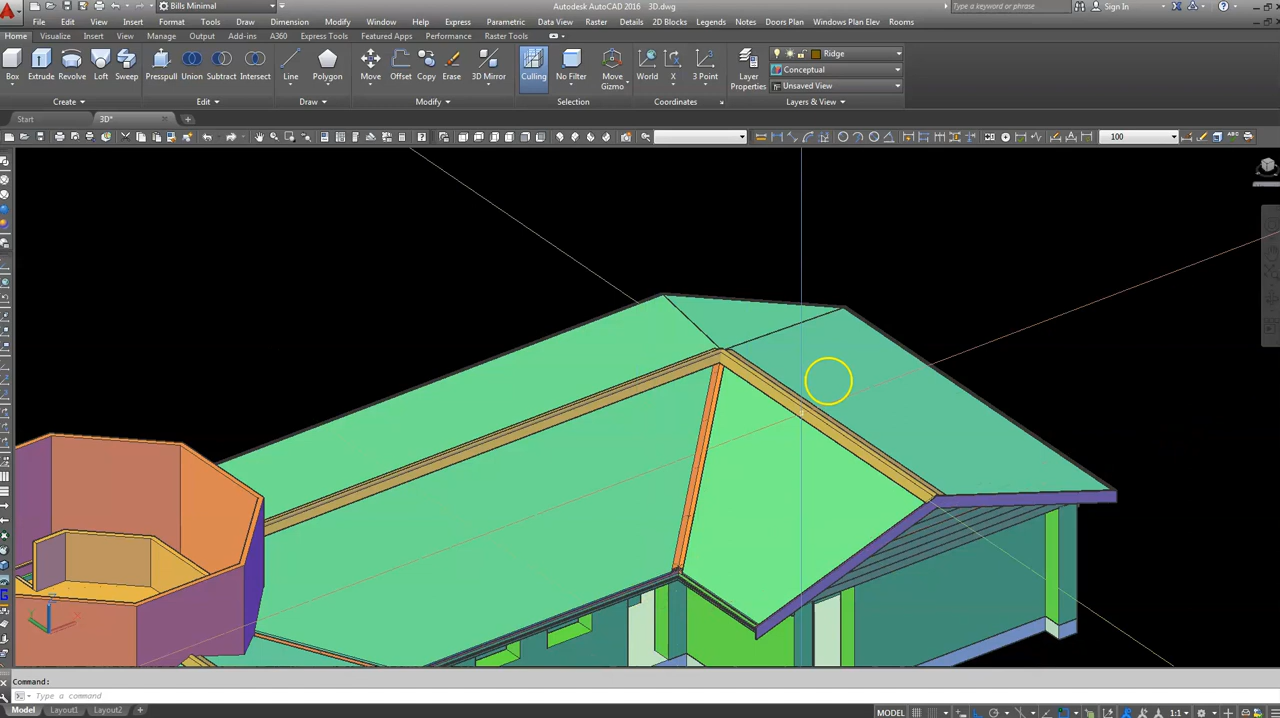 Bills Minimal
Autodesk AutoCAD 2016 3D.dwg
Type a keyword or phrase
Sign In
File Edit View Insert Format Tools Draw Dimension Modify Window Help Express Parametric Data View Raster Details 2D Blocks Legends Notes Doors Plan Windows Plan Elev Rooms
Home Visualize Insert Manage Output Add-ins A360 Express Tools Featured Apps Performance Raster Tools
Ridge
Conceptual
Unsaved View
Box Extrude Revolve Loft Sweep Presspull Union Subtract Intersect Line Polygon Move Offset Copy Erase 3D Mirror Culling No Filter Move Gizmo World X 3 Point Layer Properties
Create Edit Draw Modify Selection Coordinates Layers & View
Start 3D*
100
Command:
Type a command
Model Layout1 Layout2
MODEL 1:1